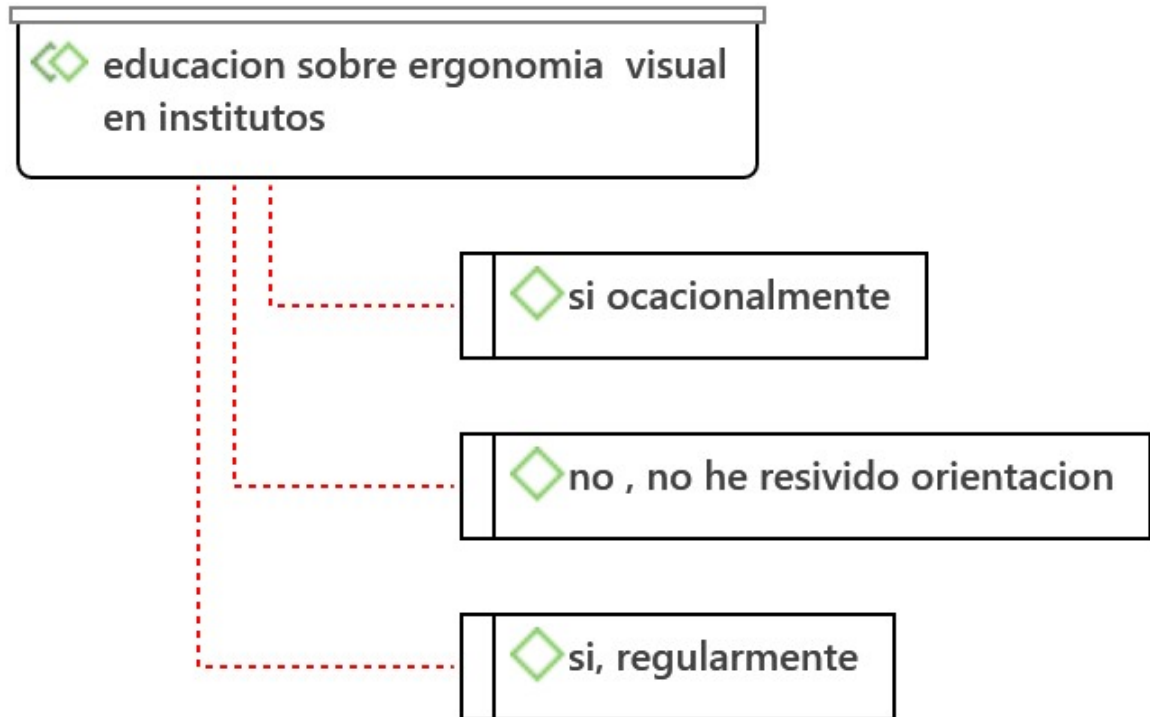 educacion sobre ergonomia  visual
en institutos
si ocacionalmente
no , no he resivido orientacion
si, regularmente